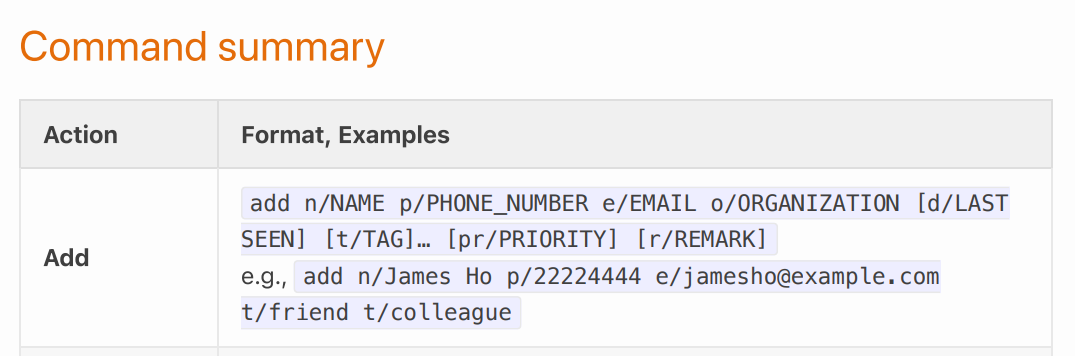 Command summary
Action Format, Examples
add n/NAME p/PHONE_NUMBER e/EMAIL o/ORGANIZATION [d/LAST
SEEN] [t/TAG]… [pr/PRIORITY] [r/REMARK]
Add
e.g., add n/James Ho p/22224444 e/jamesho@example.com
t/friend t/colleague